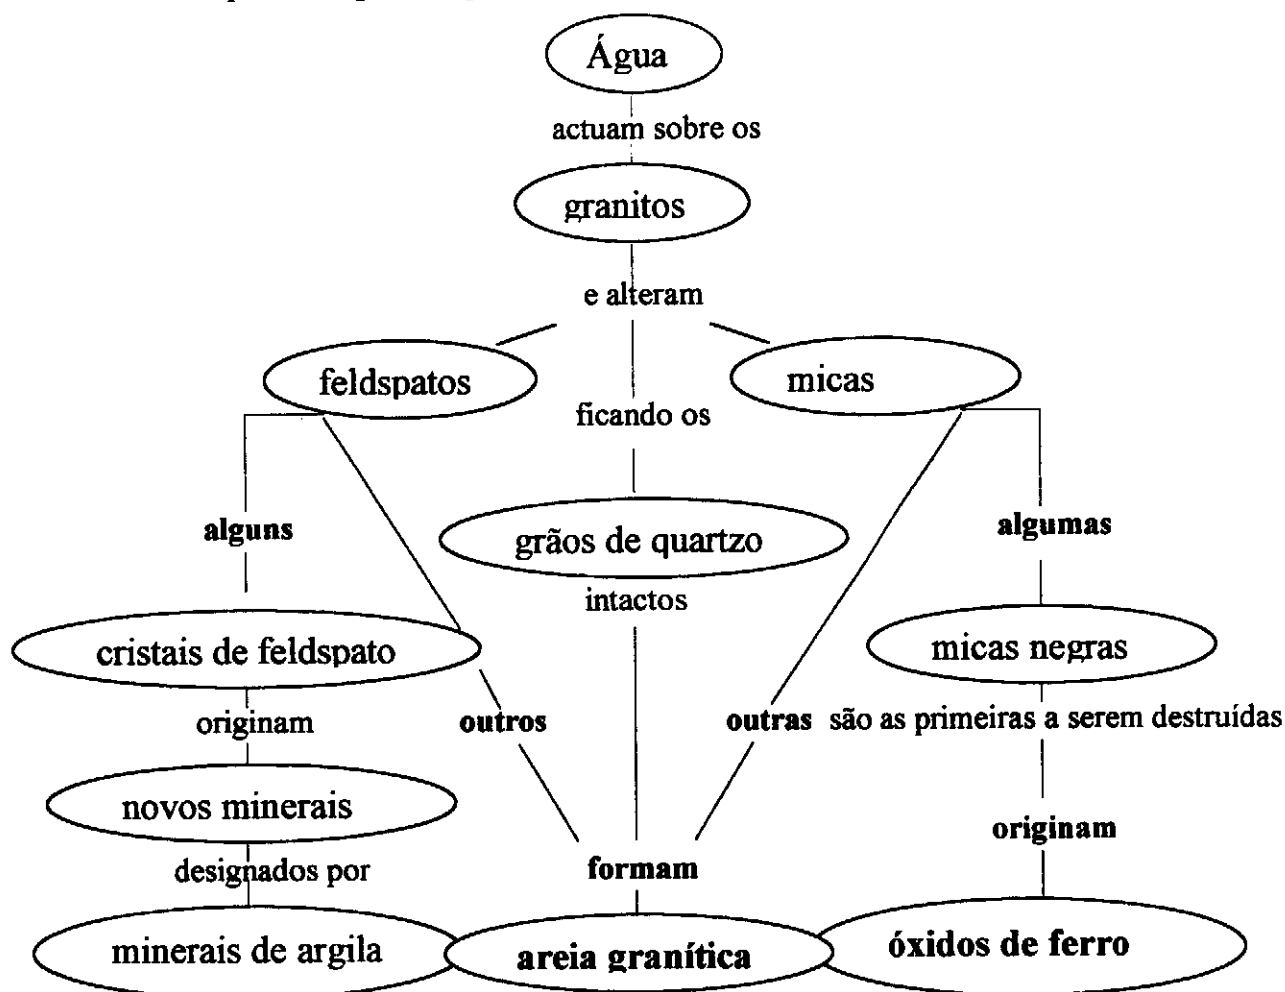 Água
actuam sobre os
granitos
e alteram
feldspatos
micas
ficando os
alguns
grãos de quartzo
algumas
intactos
cristais de feldspato
micas negras
originam
outros
outras
são as primeiras a serem destruídas
novos minerais
originam
designados por
formam
minerais de argila
areia granítica
óxidos de ferro